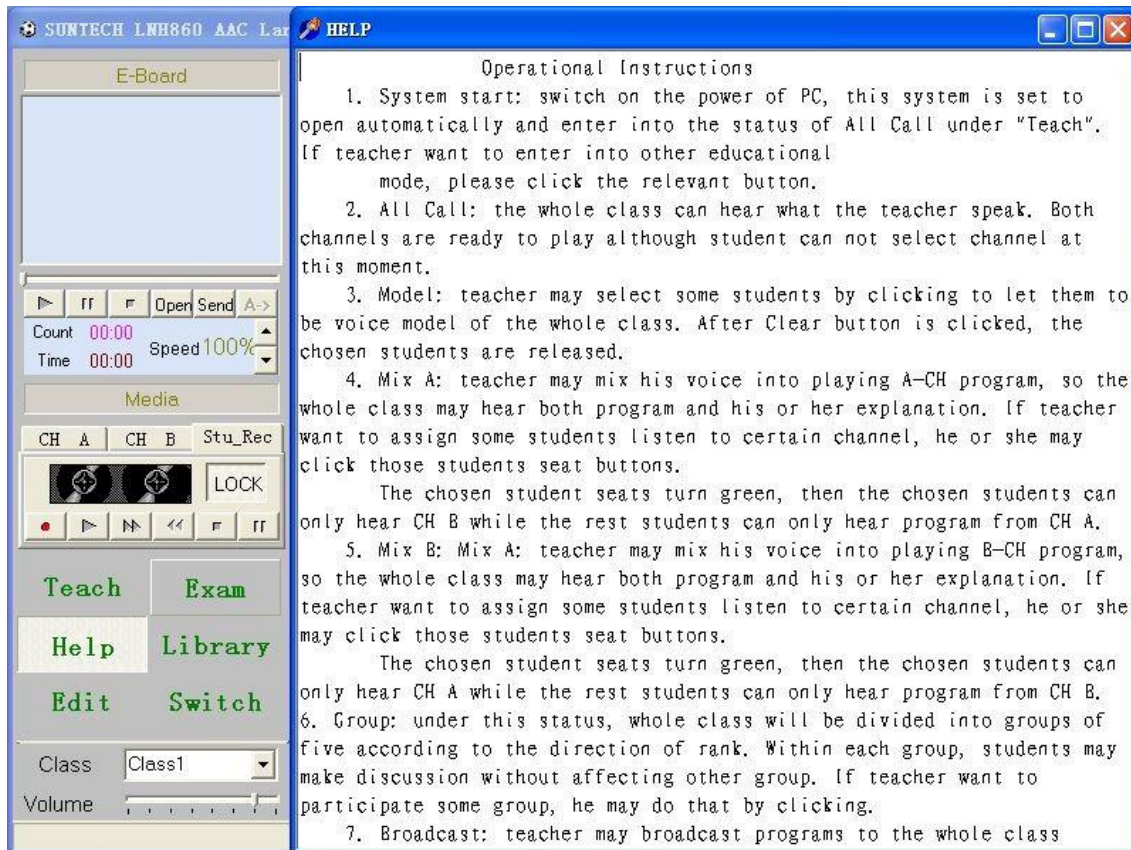 SUNTECH LNH860 AAC Lar
E-Board
Open Send A->
Count 00:00
Speed 100%
Time 00:00
Media
CH A CH B Stu_Rec
LOCK
Teach Exam
Help Library
Edit Switch
Class Class1
Volume
HELP
Operational Instructions
1. System start: switch on the power of PC, this system is set to
open automatically and enter into the status of All Call under "Teach".
If teacher want to enter into other educational
mode, please click the relevant button.
2. All Call: the whole class can hear what the teacher speak. Both
channels are ready to play although student can not select channel at
this moment.
3. Model: teacher may select some students by clicking to let them to
be voice model of the whole class. After Clear button is clicked, the
chosen students are released.
4. Mix A: teacher may mix his voice into playing A-CH program, so the
whole class may hear both program and his or her explanation. If teacher
want to assign some students listen to certain channel, he or she may
click those students seat buttons.
The chosen student seats turn green, then the chosen students can
only hear CH B while the rest students can only hear program from CH A.
5. Mix B: Mix A: teacher may mix his voice into playing B-CH program,
so the whole class may hear both program and his or her explanation. If
teacher want to assign some students listen to certain channel, he or she
may click those students seat buttons.
The chosen student seats turn green, then the chosen students can
only hear CH A while the rest students can only hear program from CH B.
6. Group: under this status, whole class will be divided into groups of
five according to the direction of rank. Within each group, students may
make discussion without affecting other group. If teacher want to
participate some group, he may do that by clicking.
7. Broadcast: teacher may broadcast programs to the whole class